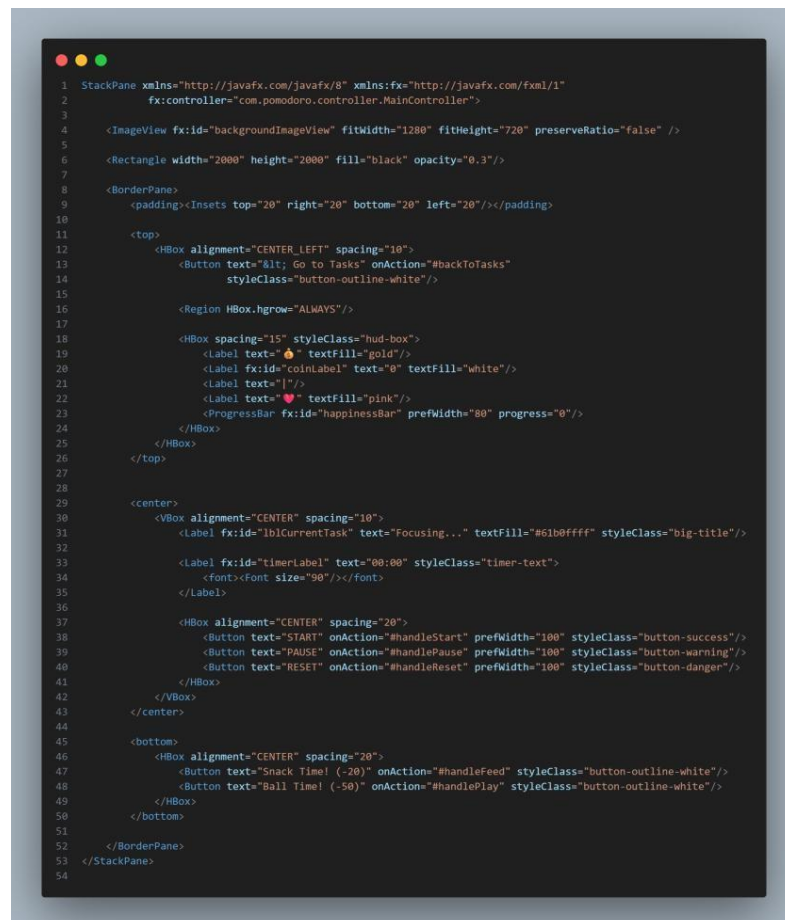 1 StackPane xmlns="http://javafx.com/javafx/8" xmlns:fx="http://javafx.com/fxml/1"
2 fx:controller="com.pomodoro.controller.MainController">
3
4 <ImageView fx:id="backgroundImageView" fitWidth="1280" fitHeight="720" preserveRatio="false" />
5
6 <Rectangle width="2000" height="2000" fill="black" opacity="0.3"/>
7
8 <BorderPane>
9 <padding><Insets top="20" right="20" bottom="20" left="20"/></padding>
10
11 <top>
12 <HBox alignment="CENTER_LEFT" spacing="10">
13 <Button text="&lt; Go to Tasks" onAction="#backToTasks"
14 styleClass="button-outline-white"/>
15
16 <Region HBox.hgrow="ALWAYS"/>
17
18 <HBox spacing="15" styleClass="hud-box">
19 <Label text="💰" textFill="gold"/>
20 <Label fx:id="coinLabel" text="0" textFill="white"/>
21 <Label text="|"/>
22 <Label text="❤" textFill="pink"/>
23 <ProgressBar fx:id="happinessBar" prefWidth="80" progress="0"/>
24 </HBox>
25 </HBox>
26 </top>
27
28
29 <center>
30 <VBox alignment="CENTER" spacing="10">
31 <Label fx:id="lblCurrentTask" text="Focusing..." textFill="#61b0ffff" styleClass="big-title"/>
32
33 <Label fx:id="timerLabel" text="00:00" styleClass="timer-text">
34 <font><Font size="90"/></font>
35 </Label>
36
37 <HBox alignment="CENTER" spacing="20">
38 <Button text="START" onAction="#handleStart" prefWidth="100" styleClass="button-success"/>
39 <Button text="PAUSE" onAction="#handlePause" prefWidth="100" styleClass="button-warning"/>
40 <Button text="RESET" onAction="#handleReset" prefWidth="100" styleClass="button-danger"/>
41 </HBox>
42 </VBox>
43 </center>
44
45 <bottom>
46 <HBox alignment="CENTER" spacing="20">
47 <Button text="Snack Time! (-20)" onAction="#handleFeed" styleClass="button-outline-white"/>
48 <Button text="Ball Time! (-50)" onAction="#handlePlay" styleClass="button-outline-white"/>
49 </HBox>
50 </bottom>
51
52 </BorderPane>
53 </StackPane>
54